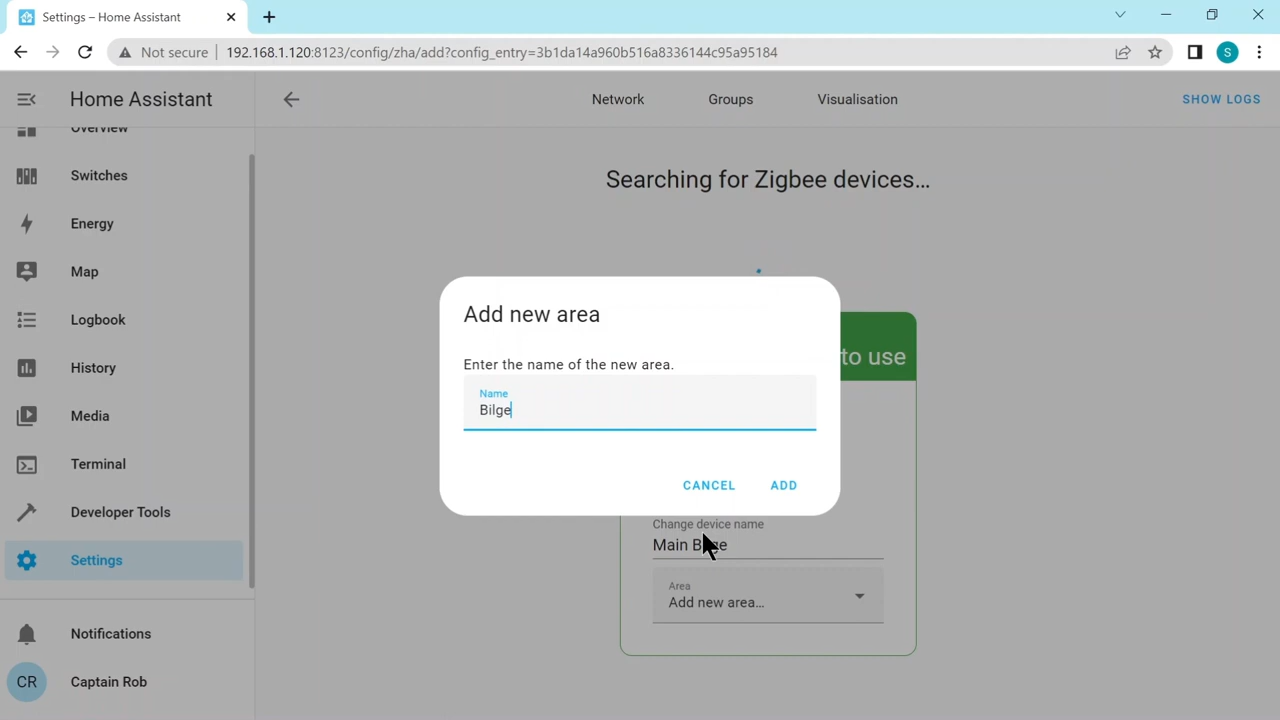 Settings – Home Assistant
Not secure
192.168.1.120:8123/config/zha/add?config_entry=3b1da14a960b516a8336144c95a95184
S
Home Assistant
Network
Groups
Visualisation
SHOW LOGS
Overview
Switches
Energy
Map
Logbook
History
Media
Terminal
Developer Tools
Settings
Notifications
CR
Captain Rob
Searching for Zigbee devices...
to use
Add new area
Enter the name of the new area.
Name
Bilge
CANCEL
ADD
Change device name
Main Bilge
Area
Add new area...